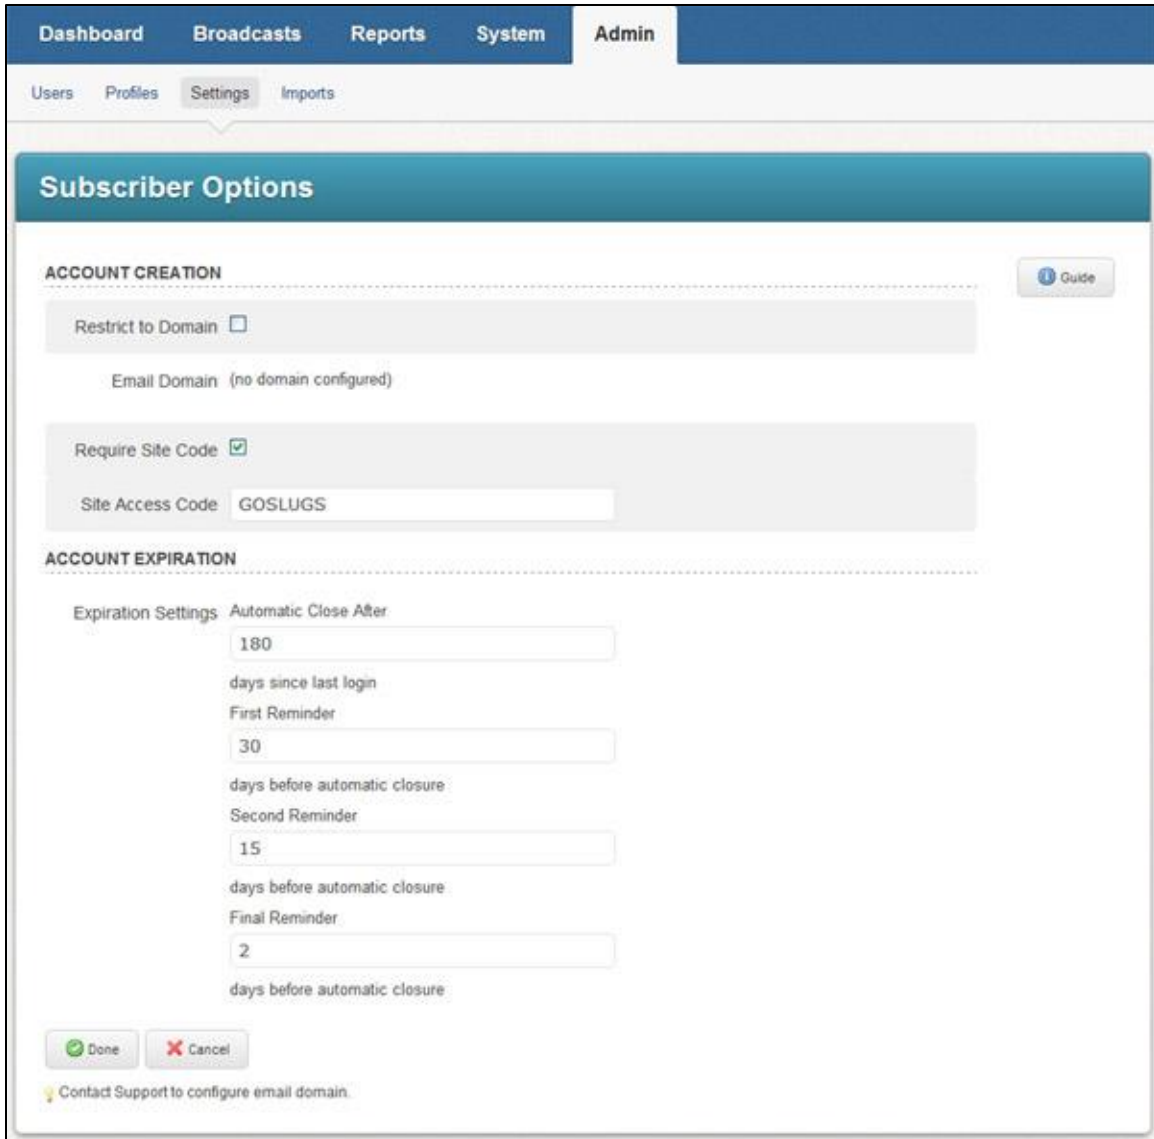 Dashboard Broadcasts Reports System Admin
Users Profiles Settings Imports
Subscriber Options
ACCOUNT CREATION
Guide
Restrict to Domain
Email Domain (no domain configured)
Require Site Code
Site Access Code GOSLUGS
ACCOUNT EXPIRATION
Expiration Settings Automatic Close After
180
days since last login
First Reminder
30
days before automatic closure
Second Reminder
15
days before automatic closure
Final Reminder
2
days before automatic closure
Done Cancel
Contact Support to configure email domain.